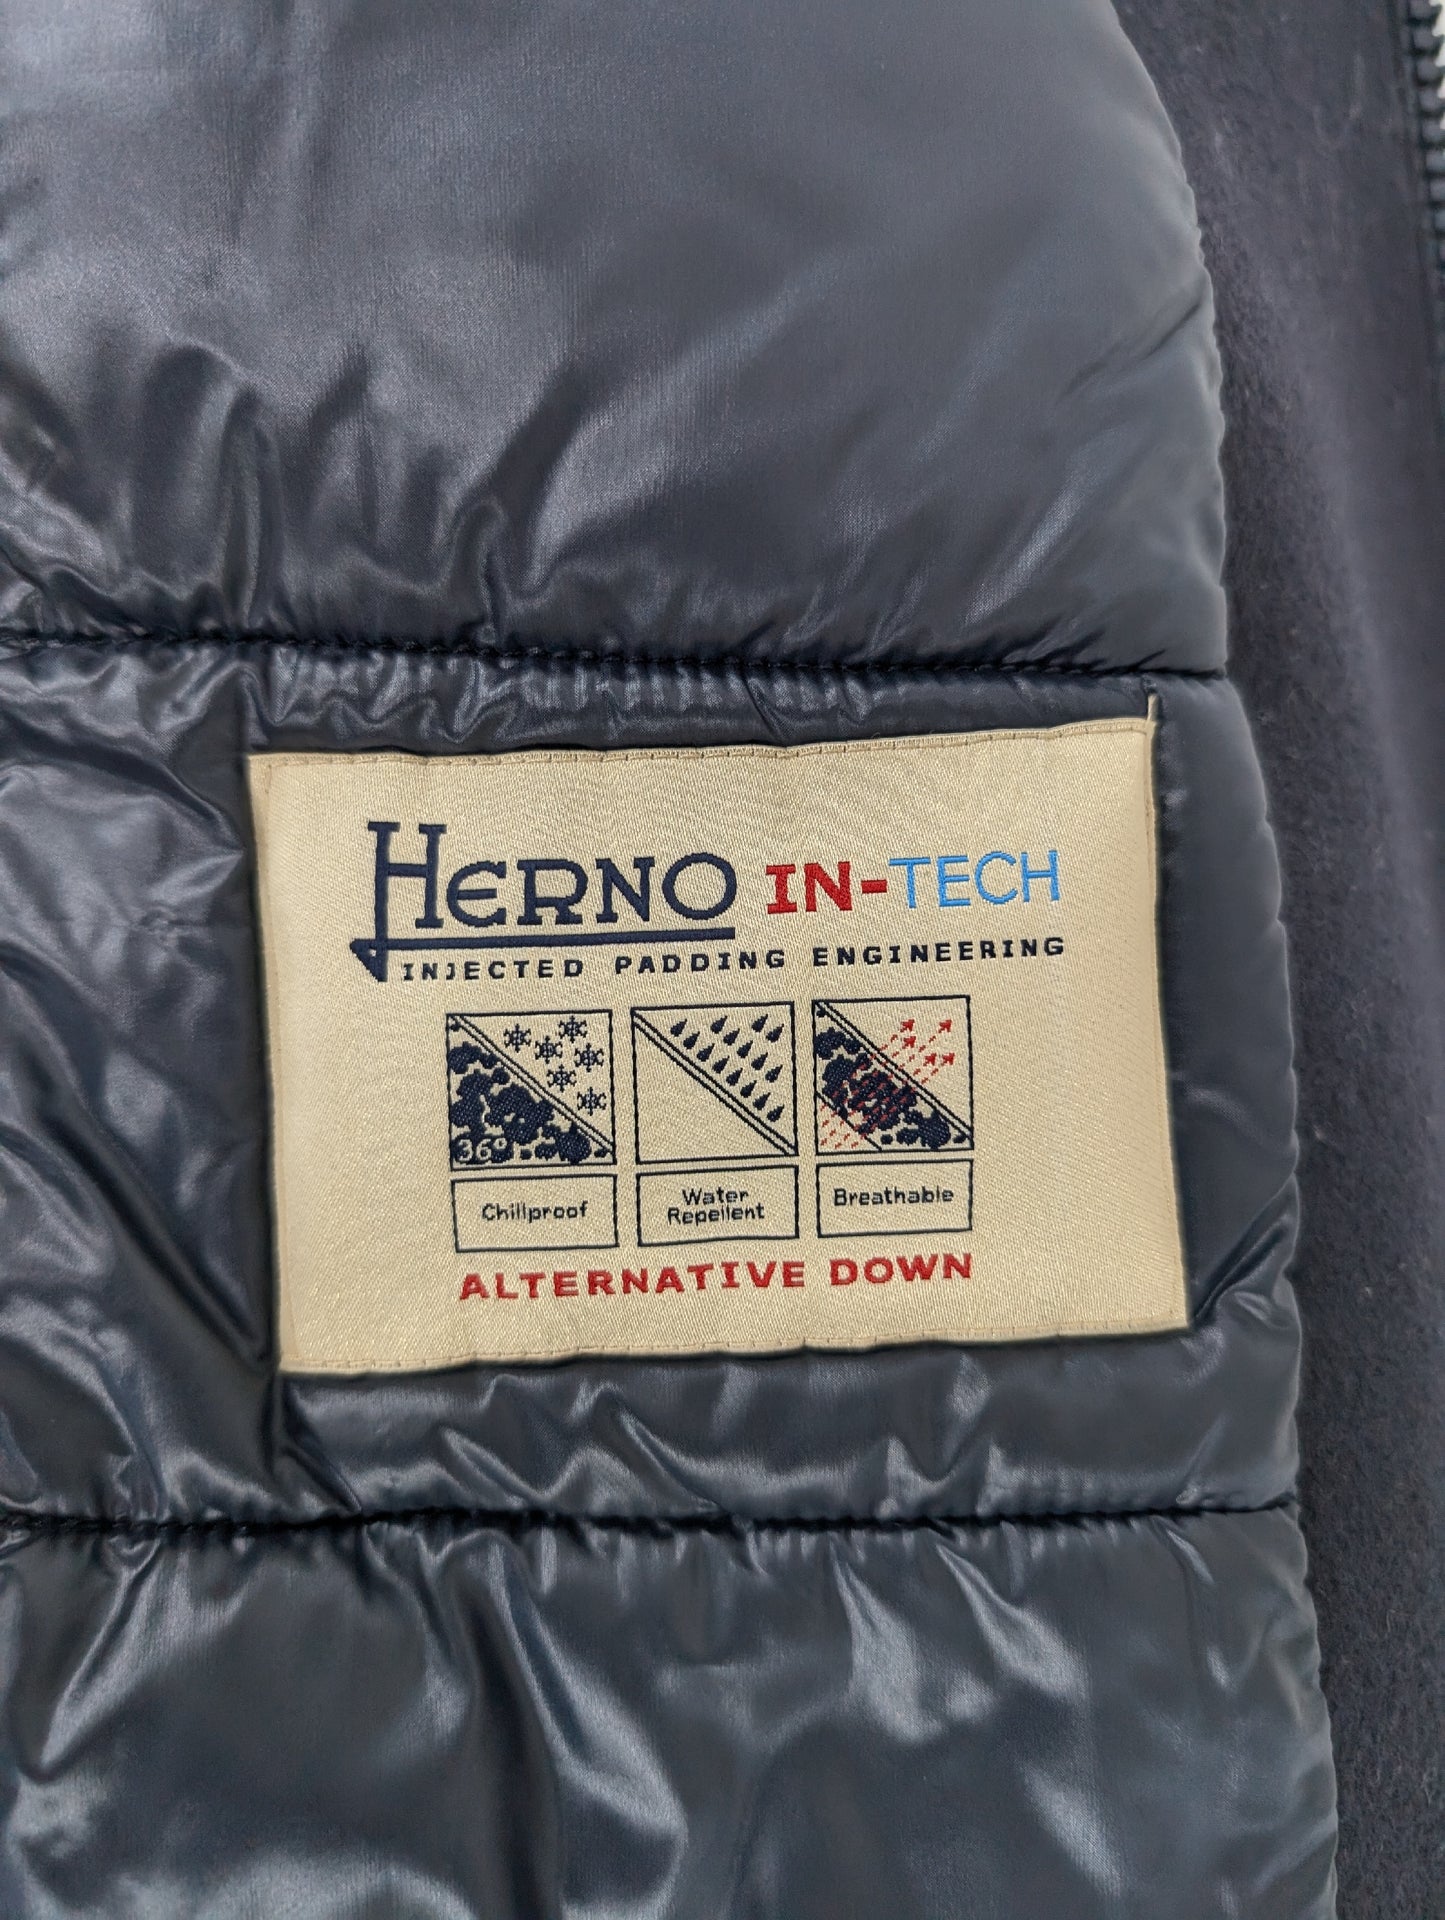 HERNO IN-TECH
INJECTED PADDING ENGINEERING
36°
Chillproof
Water
Repellent
Breathable
ALTERNATIVE DOWN